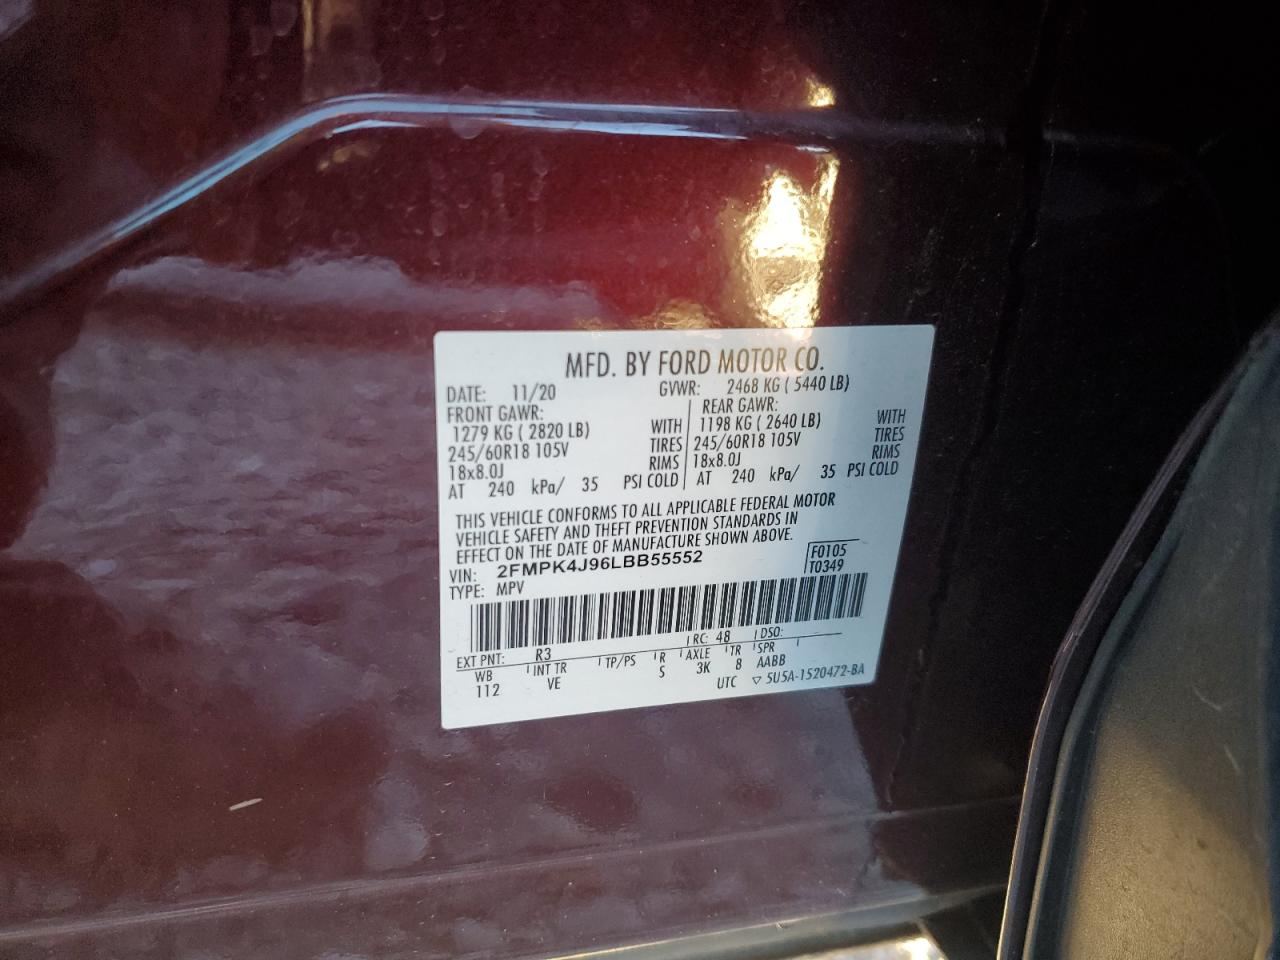 MFD. BY FORD MOTOR CO.
DATE: 11/20 GVWR: 2468 KG ( 5440 LB)
FRONT GAWR: REAR GAWR:
1279 KG ( 2820 LB) WITH 1198 KG ( 2640 LB) WITH
245/60R18 105V TIRES 245/60R18 105V TIRES
18x8.0J RIMS 18x8.0J RIMS
AT 240 kPa/ 35 PSI COLD AT 240 kPa/ 35 PSI COLD
THIS VEHICLE CONFORMS TO ALL APPLICABLE FEDERAL MOTOR
VEHICLE SAFETY AND THEFT PREVENTION STANDARDS IN
EFFECT ON THE DATE OF MANUFACTURE SHOWN ABOVE.
VIN: 2FMPK4J96LBB55552 F0105
TYPE: MPV T0349
EXT PNT: R3 RC: 48 DSO:
WB INT TR TP/PS R AXLE TR SPR
112 VE S 3K 8 AABB
UTC ▽ 5U5A-1520472-BA